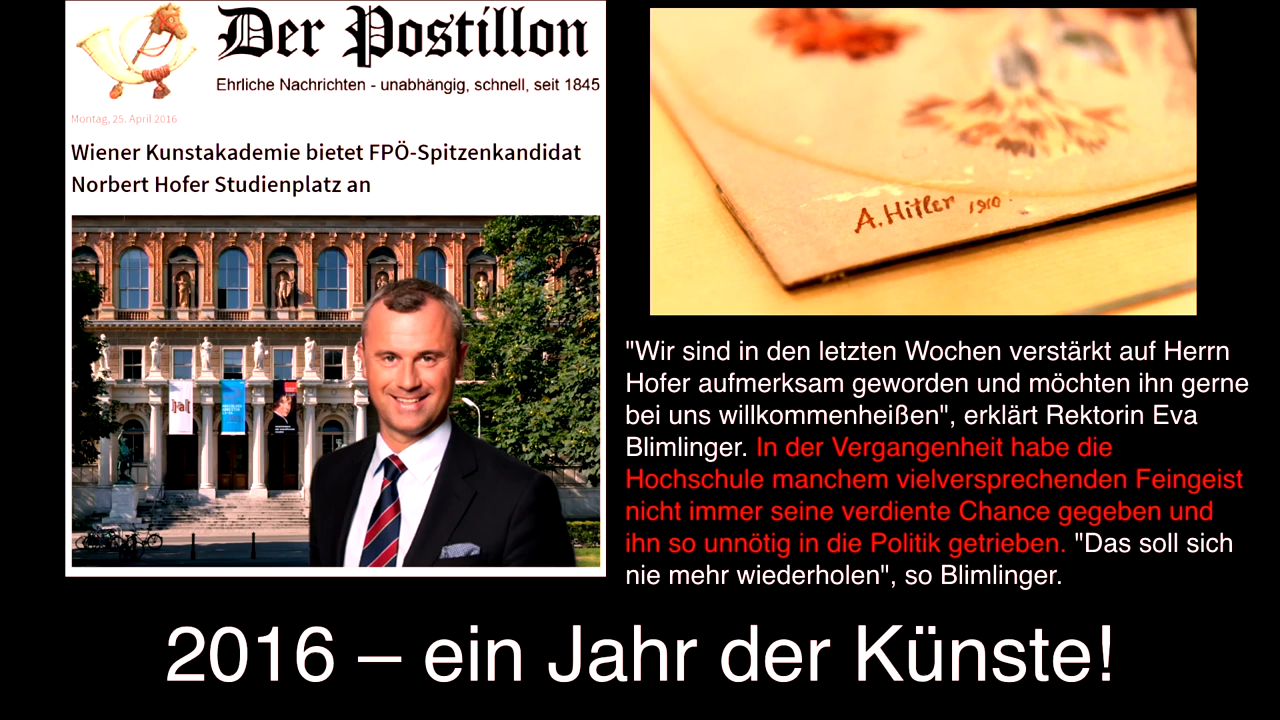 Der Postillon
Ehrliche Nachrichten - unabhängig, schnell, seit 1845
Montag, 25. April 2016
Wiener Kunstakademie bietet FPÖ-Spitzenkandidat
Norbert Hofer Studienplatz an
A. Hitler 1910.
"Wir sind in den letzten Wochen verstärkt auf Herrn
Hofer aufmerksam geworden und möchten ihn gerne
bei uns willkommenheißen", erklärt Rektorin Eva
Blimlinger. In der Vergangenheit habe die
Hochschule manchem vielversprechenden Feingeist
nicht immer seine verdiente Chance gegeben und
ihn so unnötig in die Politik getrieben. "Das soll sich
nie mehr wiederholen", so Blimlinger.
2016 – ein Jahr der Künste!